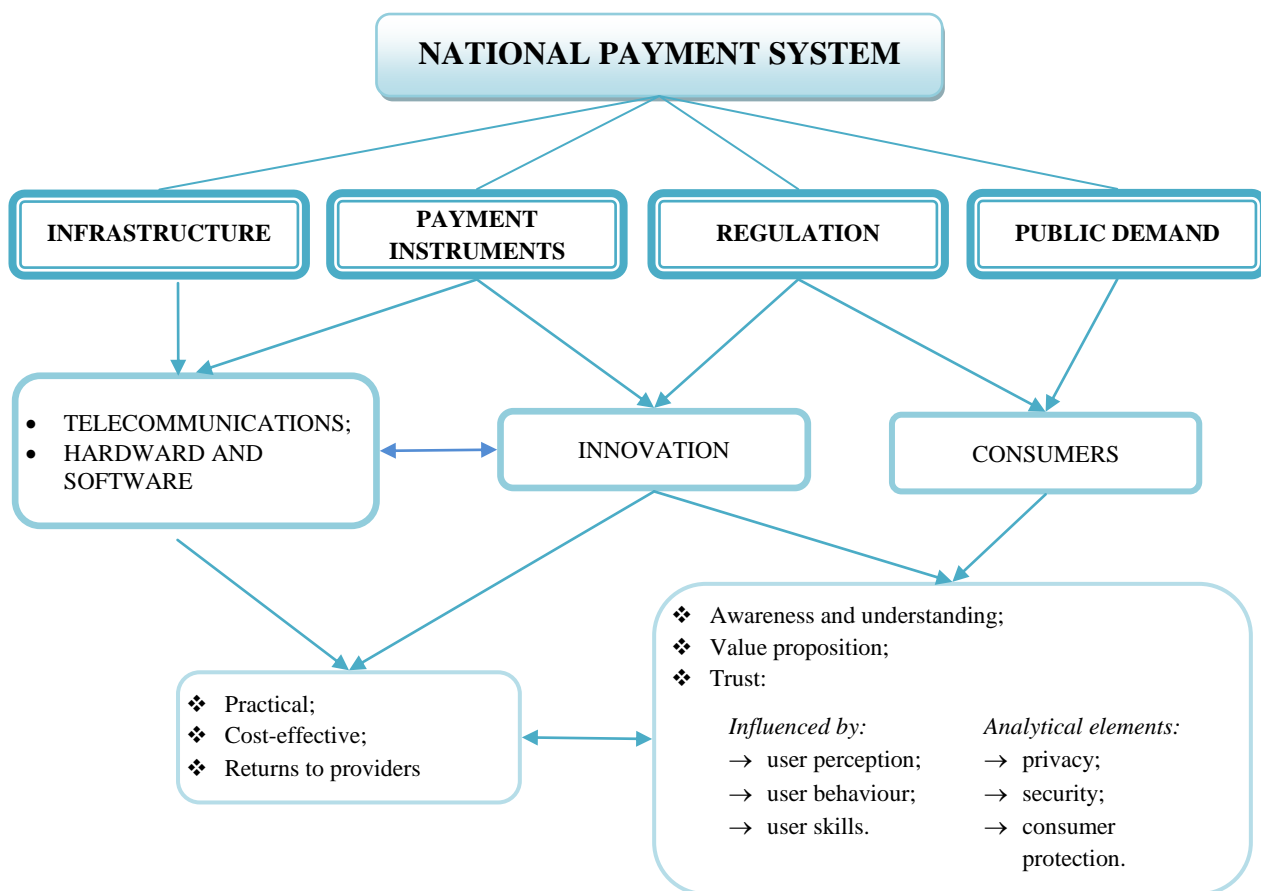 NATIONAL PAYMENT SYSTEM
INFRASTRUCTURE
PAYMENT
INSTRUMENTS
REGULATION
PUBLIC DEMAND
• TELECOMMUNICATIONS;
• HARDWARD AND
SOFTWARE
INNOVATION
CONSUMERS
❖ Practical;
❖ Cost-effective;
❖ Returns to providers
❖ Awareness and understanding;
❖ Value proposition;
❖ Trust:
Influenced by:
→ user perception;
→ user behaviour;
→ user skills.
Analytical elements:
→ privacy;
→ security;
→ consumer
protection.